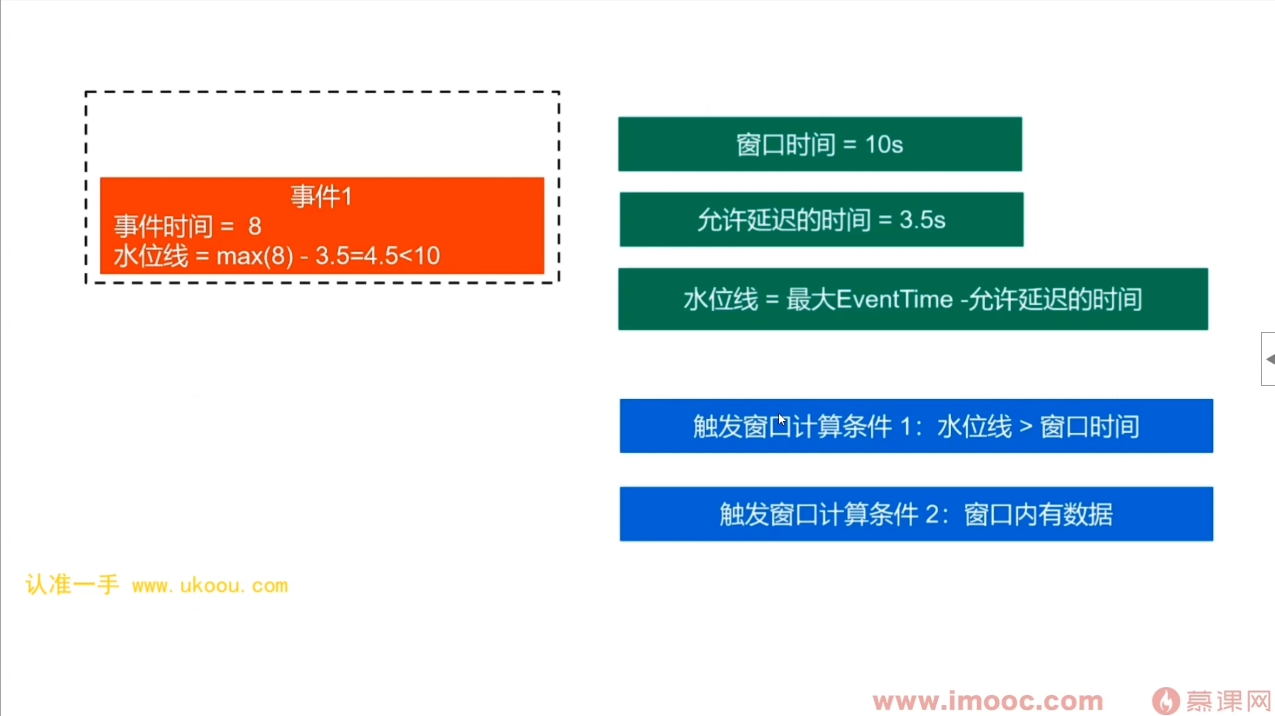 事件1
事件时间 = 8
水位线 = max(8) - 3.5=4.5<10
窗口时间 = 10s
允许延迟的时间 = 3.5s
水位线 = 最大EventTime -允许延迟的时间
触发窗口计算条件 1：水位线 > 窗口时间
触发窗口计算条件 2：窗口内有数据
认准一手 www.ukoou.com
www.imooc.com 慕课网